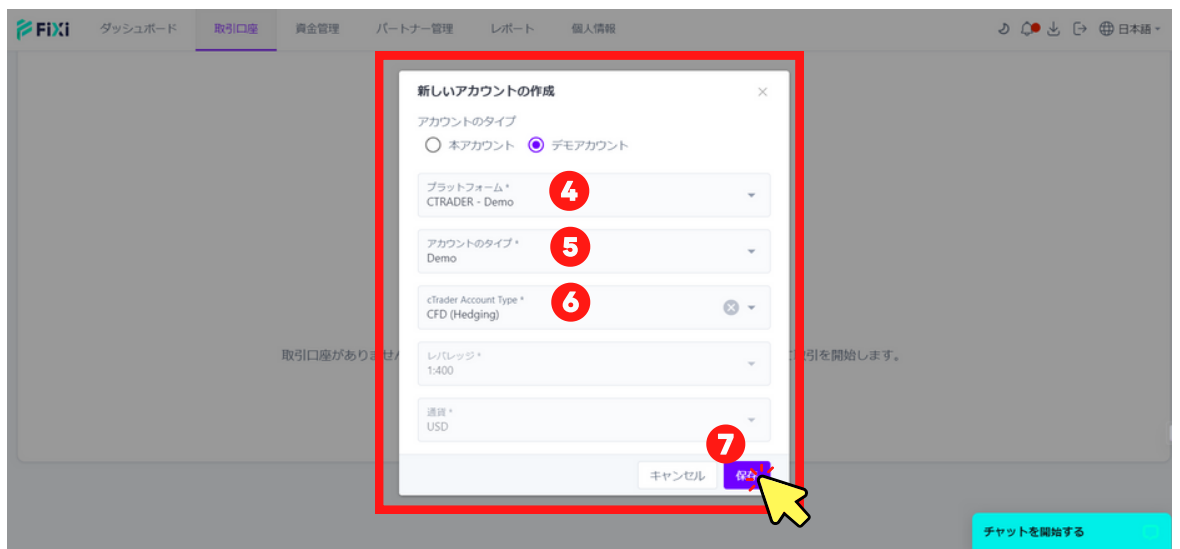 FiXi ダッシュボード 取引口座 資金管理 パートナー管理 レポート 個人情報 日本語
新しいアカウントの作成
アカウントのタイプ
本アカウント デモアカウント
プラットフォーム *
CTRADER - Demo
4
アカウントのタイプ *
Demo
5
cTrader Account Type *
CFD (Hedging)
6
取引口座がありません
取引を開始します。
レバレッジ *
1:400
通貨 *
USD
7
キャンセル 保存
チャットを開始する